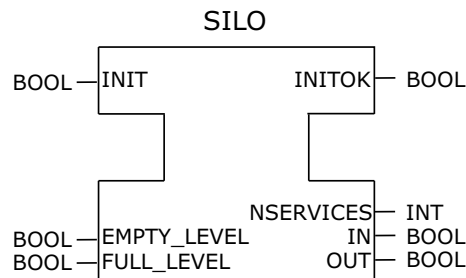 SILO
BOOL INIT INITOK BOOL
NSERVICES INT
BOOL EMPTY_LEVEL IN BOOL
BOOL FULL_LEVEL OUT BOOL